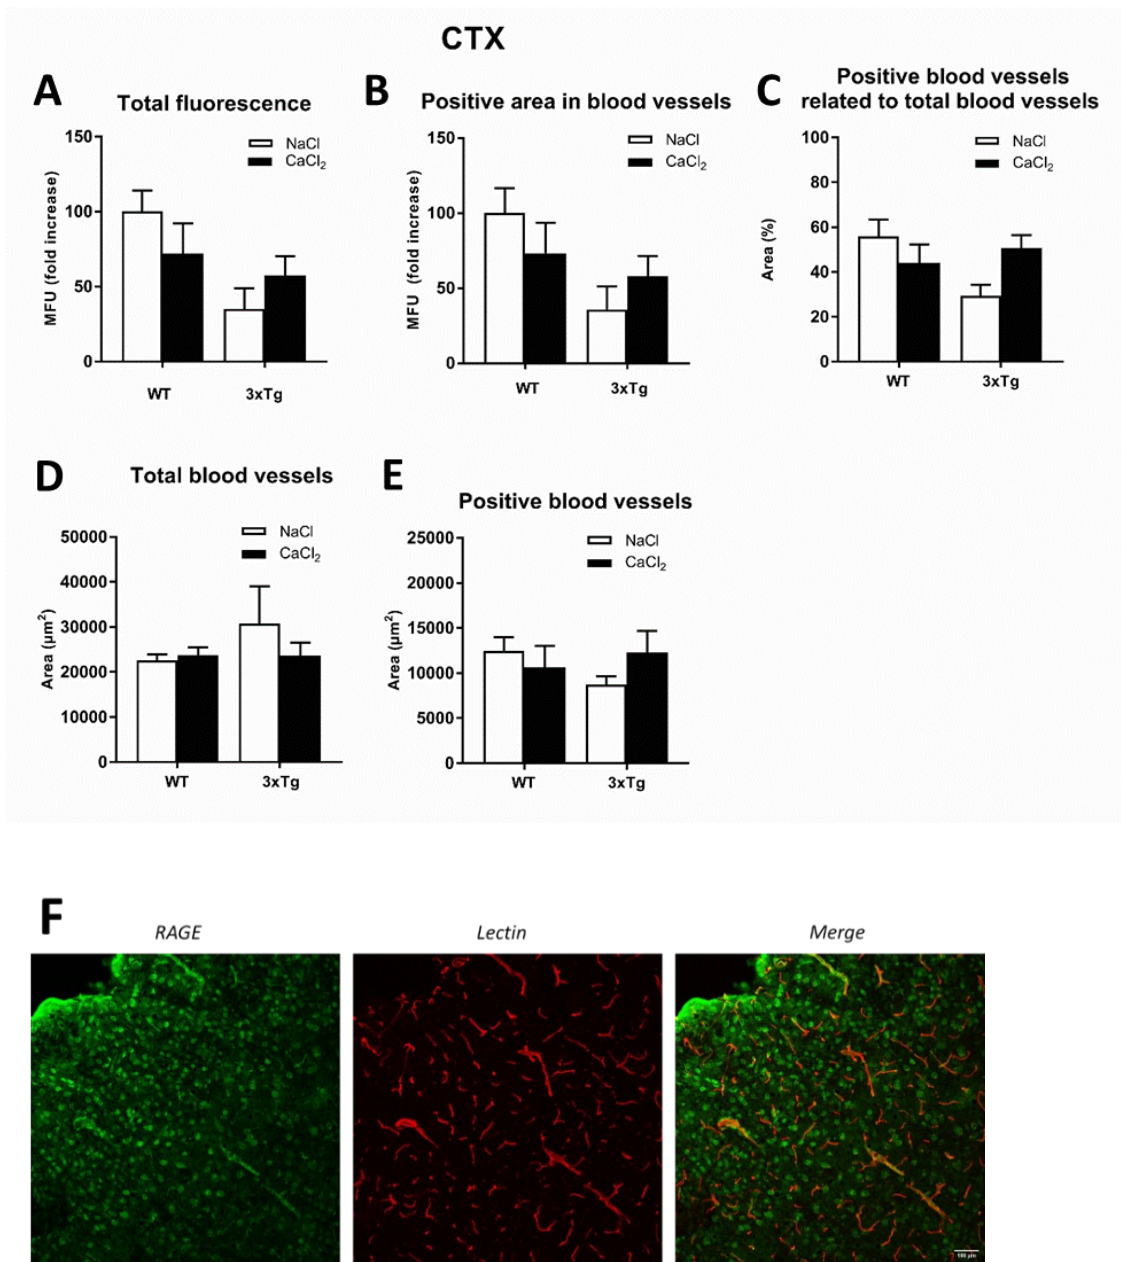 CTX
A
Total fluorescence
MFU (fold increase)
150
100
50
0
NaCl
CaCl₂
WT
3xTg
B
Positive area in blood vessels
MFU (fold increase)
150
100
50
0
NaCl
CaCl₂
WT
3xTg
C
Positive blood vessels
related to total blood vessels
Area (%)
100
80
60
40
20
0
NaCl
CaCl₂
WT
3xTg
D
Total blood vessels
Area (µm²)
50000
40000
30000
20000
10000
0
NaCl
CaCl₂
WT
3xTg
E
Positive blood vessels
Area (µm²)
25000
20000
15000
10000
5000
0
NaCl
CaCl₂
WT
3xTg
F
RAGE
Lectin
Merge
100 µm